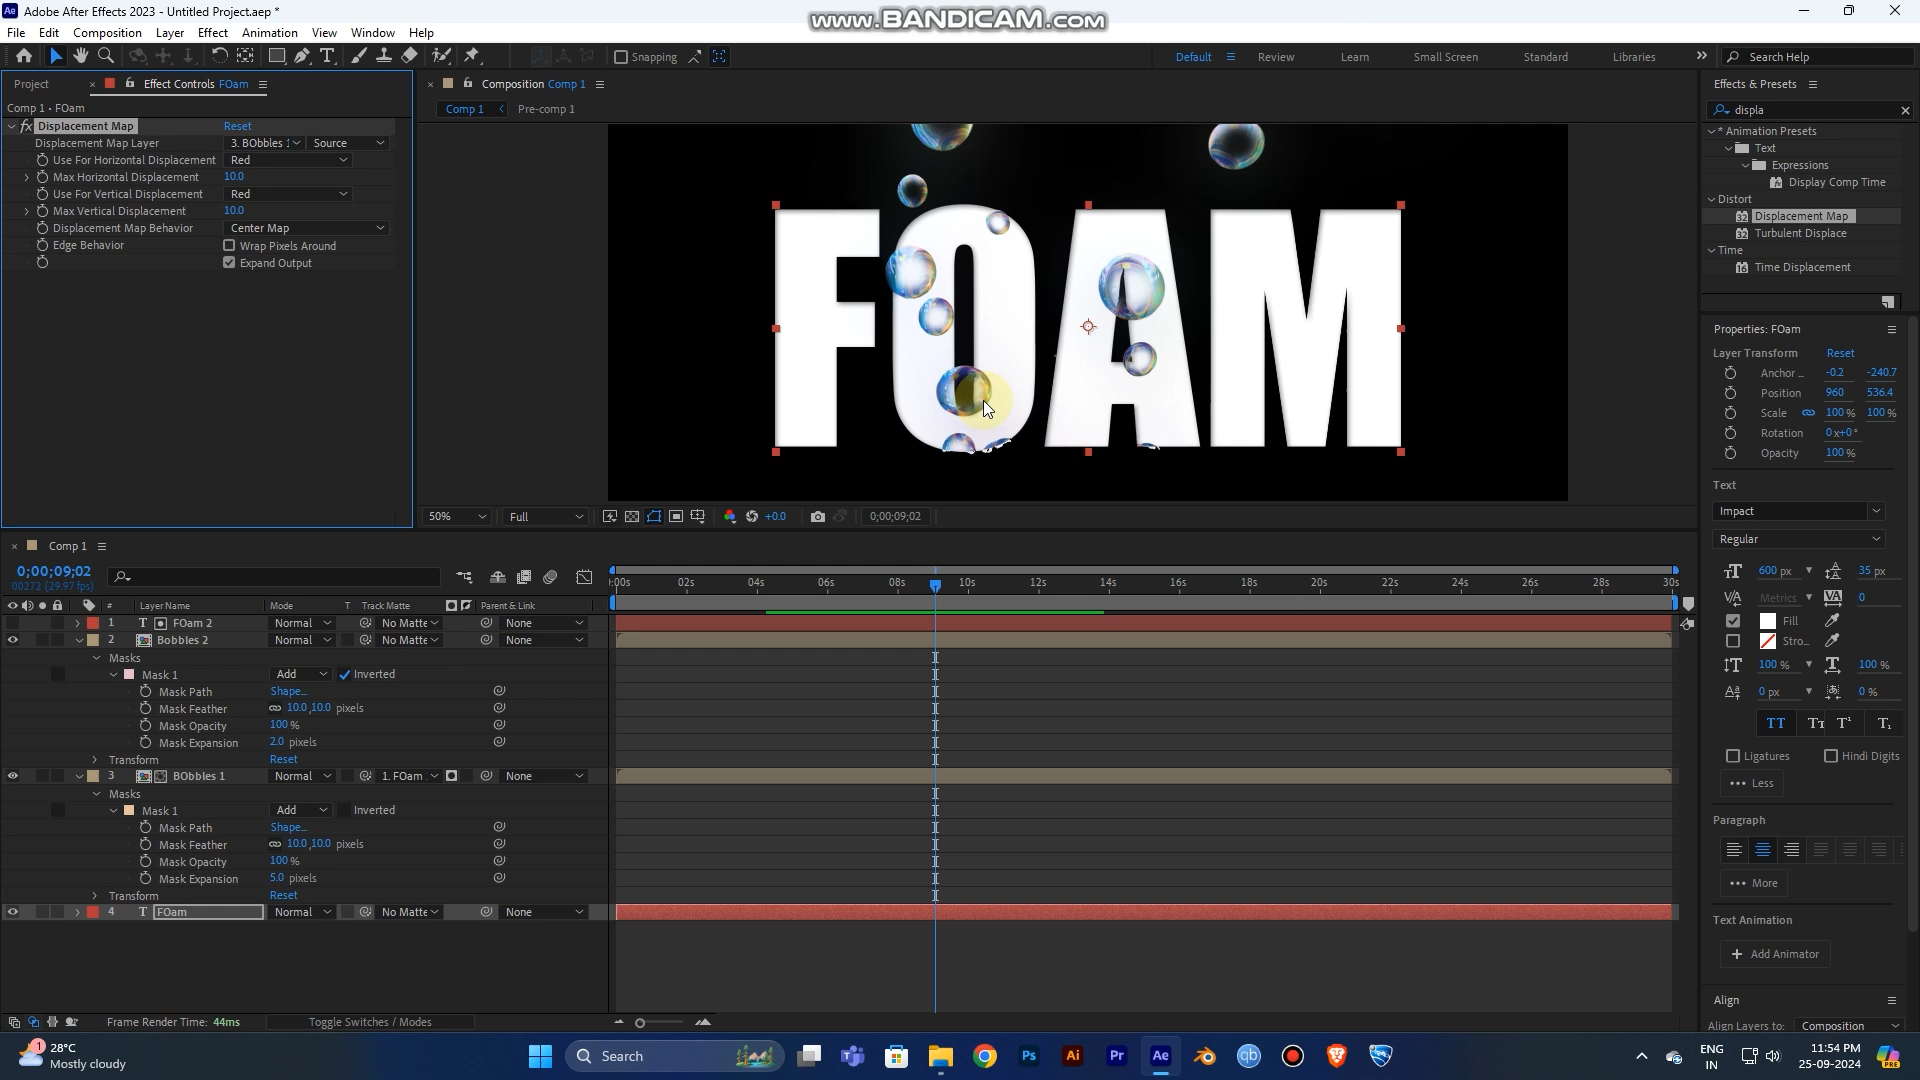 Adobe After Effects 2023 - Untitled Project.aep *
www.BANDICAM.com
File Edit Composition Layer Effect Animation View Window Help
Snapping
Default Review Learn Small Screen Standard Libraries
Search Help
Project
Effect Controls FOam
Composition Comp 1
Effects & Presets
Comp 1 • FOam
Comp 1
Pre-comp 1
displa
fx Displacement Map Reset
Displacement Map Layer 3. BObbles 1 Source
Use For Horizontal Displacement Red
Max Horizontal Displacement 10.0
Use For Vertical Displacement Red
Max Vertical Displacement 10.0
Displacement Map Behavior Center Map
Edge Behavior Wrap Pixels Around
Expand Output
FOAM
* Animation Presets
Text
Expressions
Display Comp Time
Distort
Displacement Map
Turbulent Displace
Time
Time Displacement
Properties: FOam
Layer Transform Reset
Anchor ... -0.2 -240.7
Position 960 536.4
Scale 100 % 100 %
Rotation 0x+0°
Opacity 100 %
Text
Impact
Regular
600 px 35 px
Metrics 0
Fill
Stro...
100 % 100 %
0 px 0 %
Ligatures Hindi Digits
Less
Paragraph
More
Text Animation
Add Animator
Align
Align Layers to: Composition
50% Full +0.0 0;00;09;02
Comp 1
0;00;09;02
00272 (29.97 fps)
:00s 02s 04s 06s 08s 10s 12s 14s 16s 18s 20s 22s 24s 26s 28s 30s
# Layer Name Mode T Track Matte Parent & Link
1 T FOam 2 Normal No Matte None
2 Bobbles 2 Normal No Matte None
Masks
Mask 1 Add Inverted
Mask Path Shape...
Mask Feather 10.0,10.0 pixels
Mask Opacity 100 %
Mask Expansion 2.0 pixels
Transform Reset
3 BObbles 1 Normal 1. FOam None
Masks
Mask 1 Add Inverted
Mask Path Shape...
Mask Feather 10.0,10.0 pixels
Mask Opacity 100 %
Mask Expansion 5.0 pixels
Transform Reset
4 T FOam Normal No Matte None
Frame Render Time: 44ms
Toggle Switches / Modes
28°C
Mostly cloudy
Search
ENG
IN
11:54 PM
25-09-2024